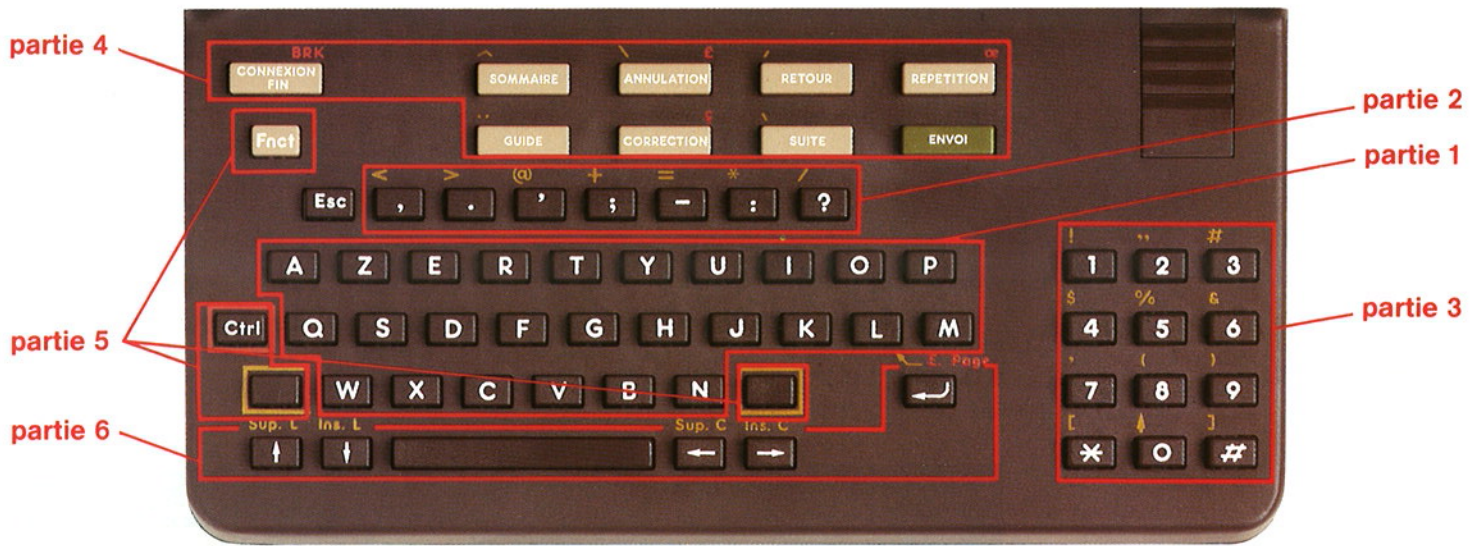 partie 4
BRK
£
œ
CONNEXION FIN SOMMAIRE ANNULATION RETOUR REPETITION
partie 2
Fnct GUIDE CORRECTION SUITE ENVOI
partie 1
< > @ + = * /
Esc , . ' ; - : ?
! " #
A Z E R T Y U I O P 1 2 3
$ % &
partie 3
Ctrl Q S D F G H J K L M 4 5 6
partie 5
E. Page ' ( )
W X C V B N 7 8 9
partie 6
Sup. L Ins. L Sup. C Ins. C [ ]
↑ ↓ ← → * 0 #